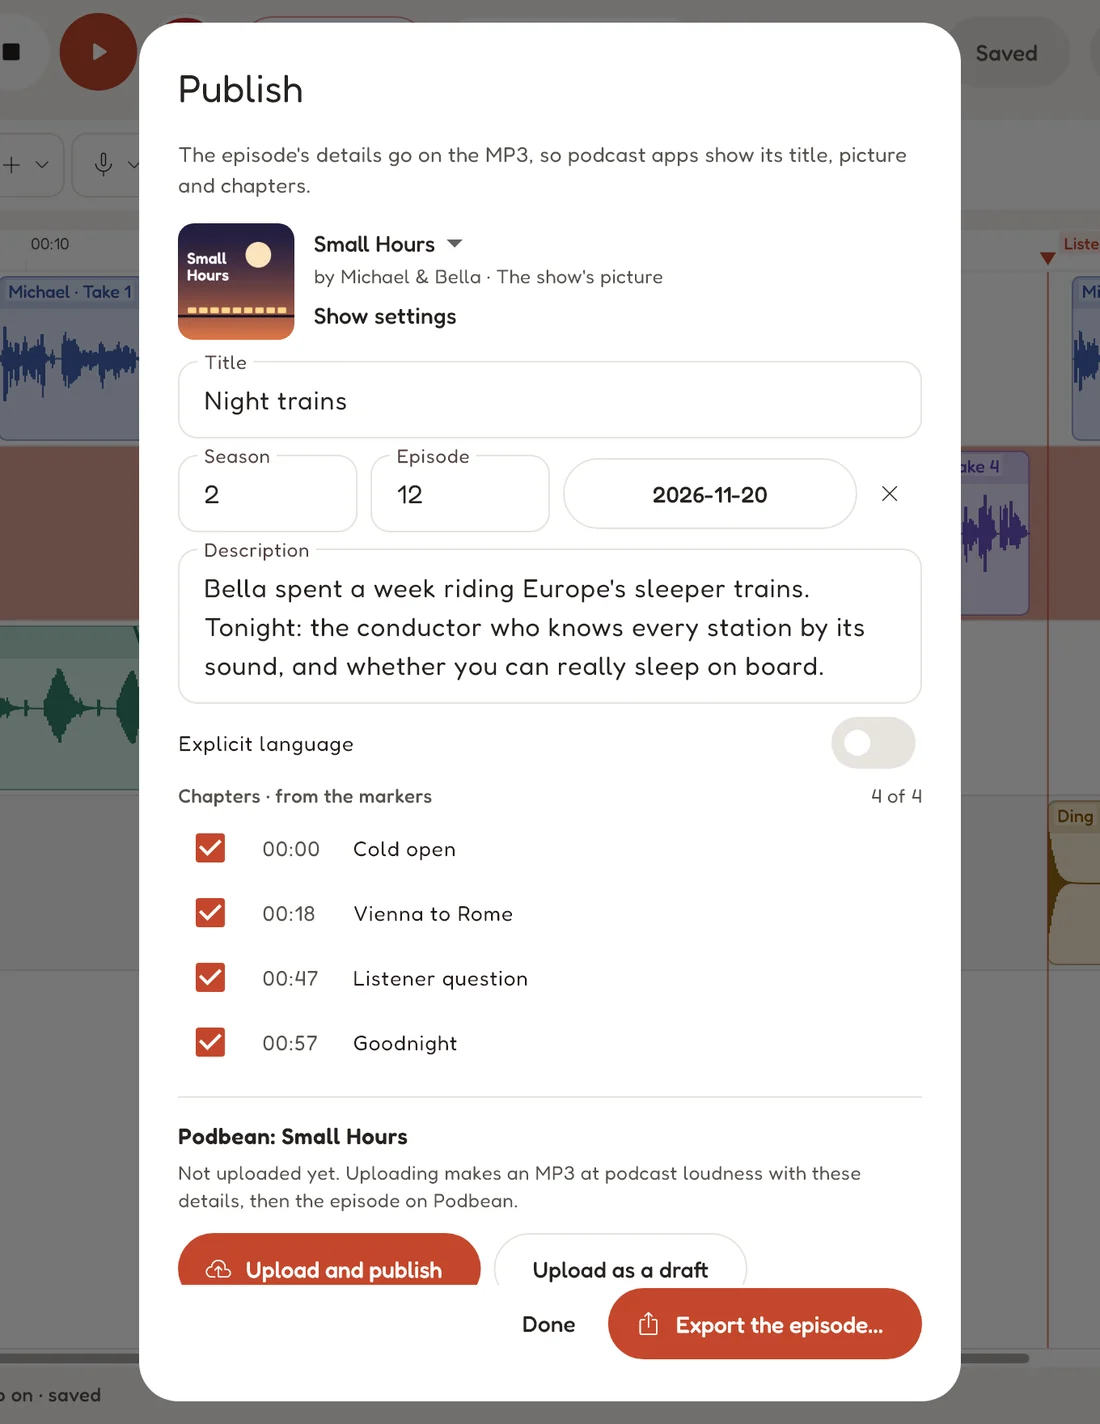 Saved
Publish
The episode's details go on the MP3, so podcast apps show its title, picture
and chapters.
00:10
Small
Hours
Small Hours
by Michael & Bella · The show's picture
Show settings
Liste
Michael · Take 1
Mi
Title
Night trains
Season
2
Episode
12
2026-11-20
ake 4
Description
Bella spent a week riding Europe's sleeper trains.
Tonight: the conductor who knows every station by its
sound, and whether you can really sleep on board.
Explicit language
Chapters · from the markers
4 of 4
Ding
00:00 Cold open
00:18 Vienna to Rome
00:47 Listener question
00:57 Goodnight
Podbean: Small Hours
Not uploaded yet. Uploading makes an MP3 at podcast loudness with these
details, then the episode on Podbean.
Upload and publish
Upload as a draft
Done
Export the episode...
on · saved